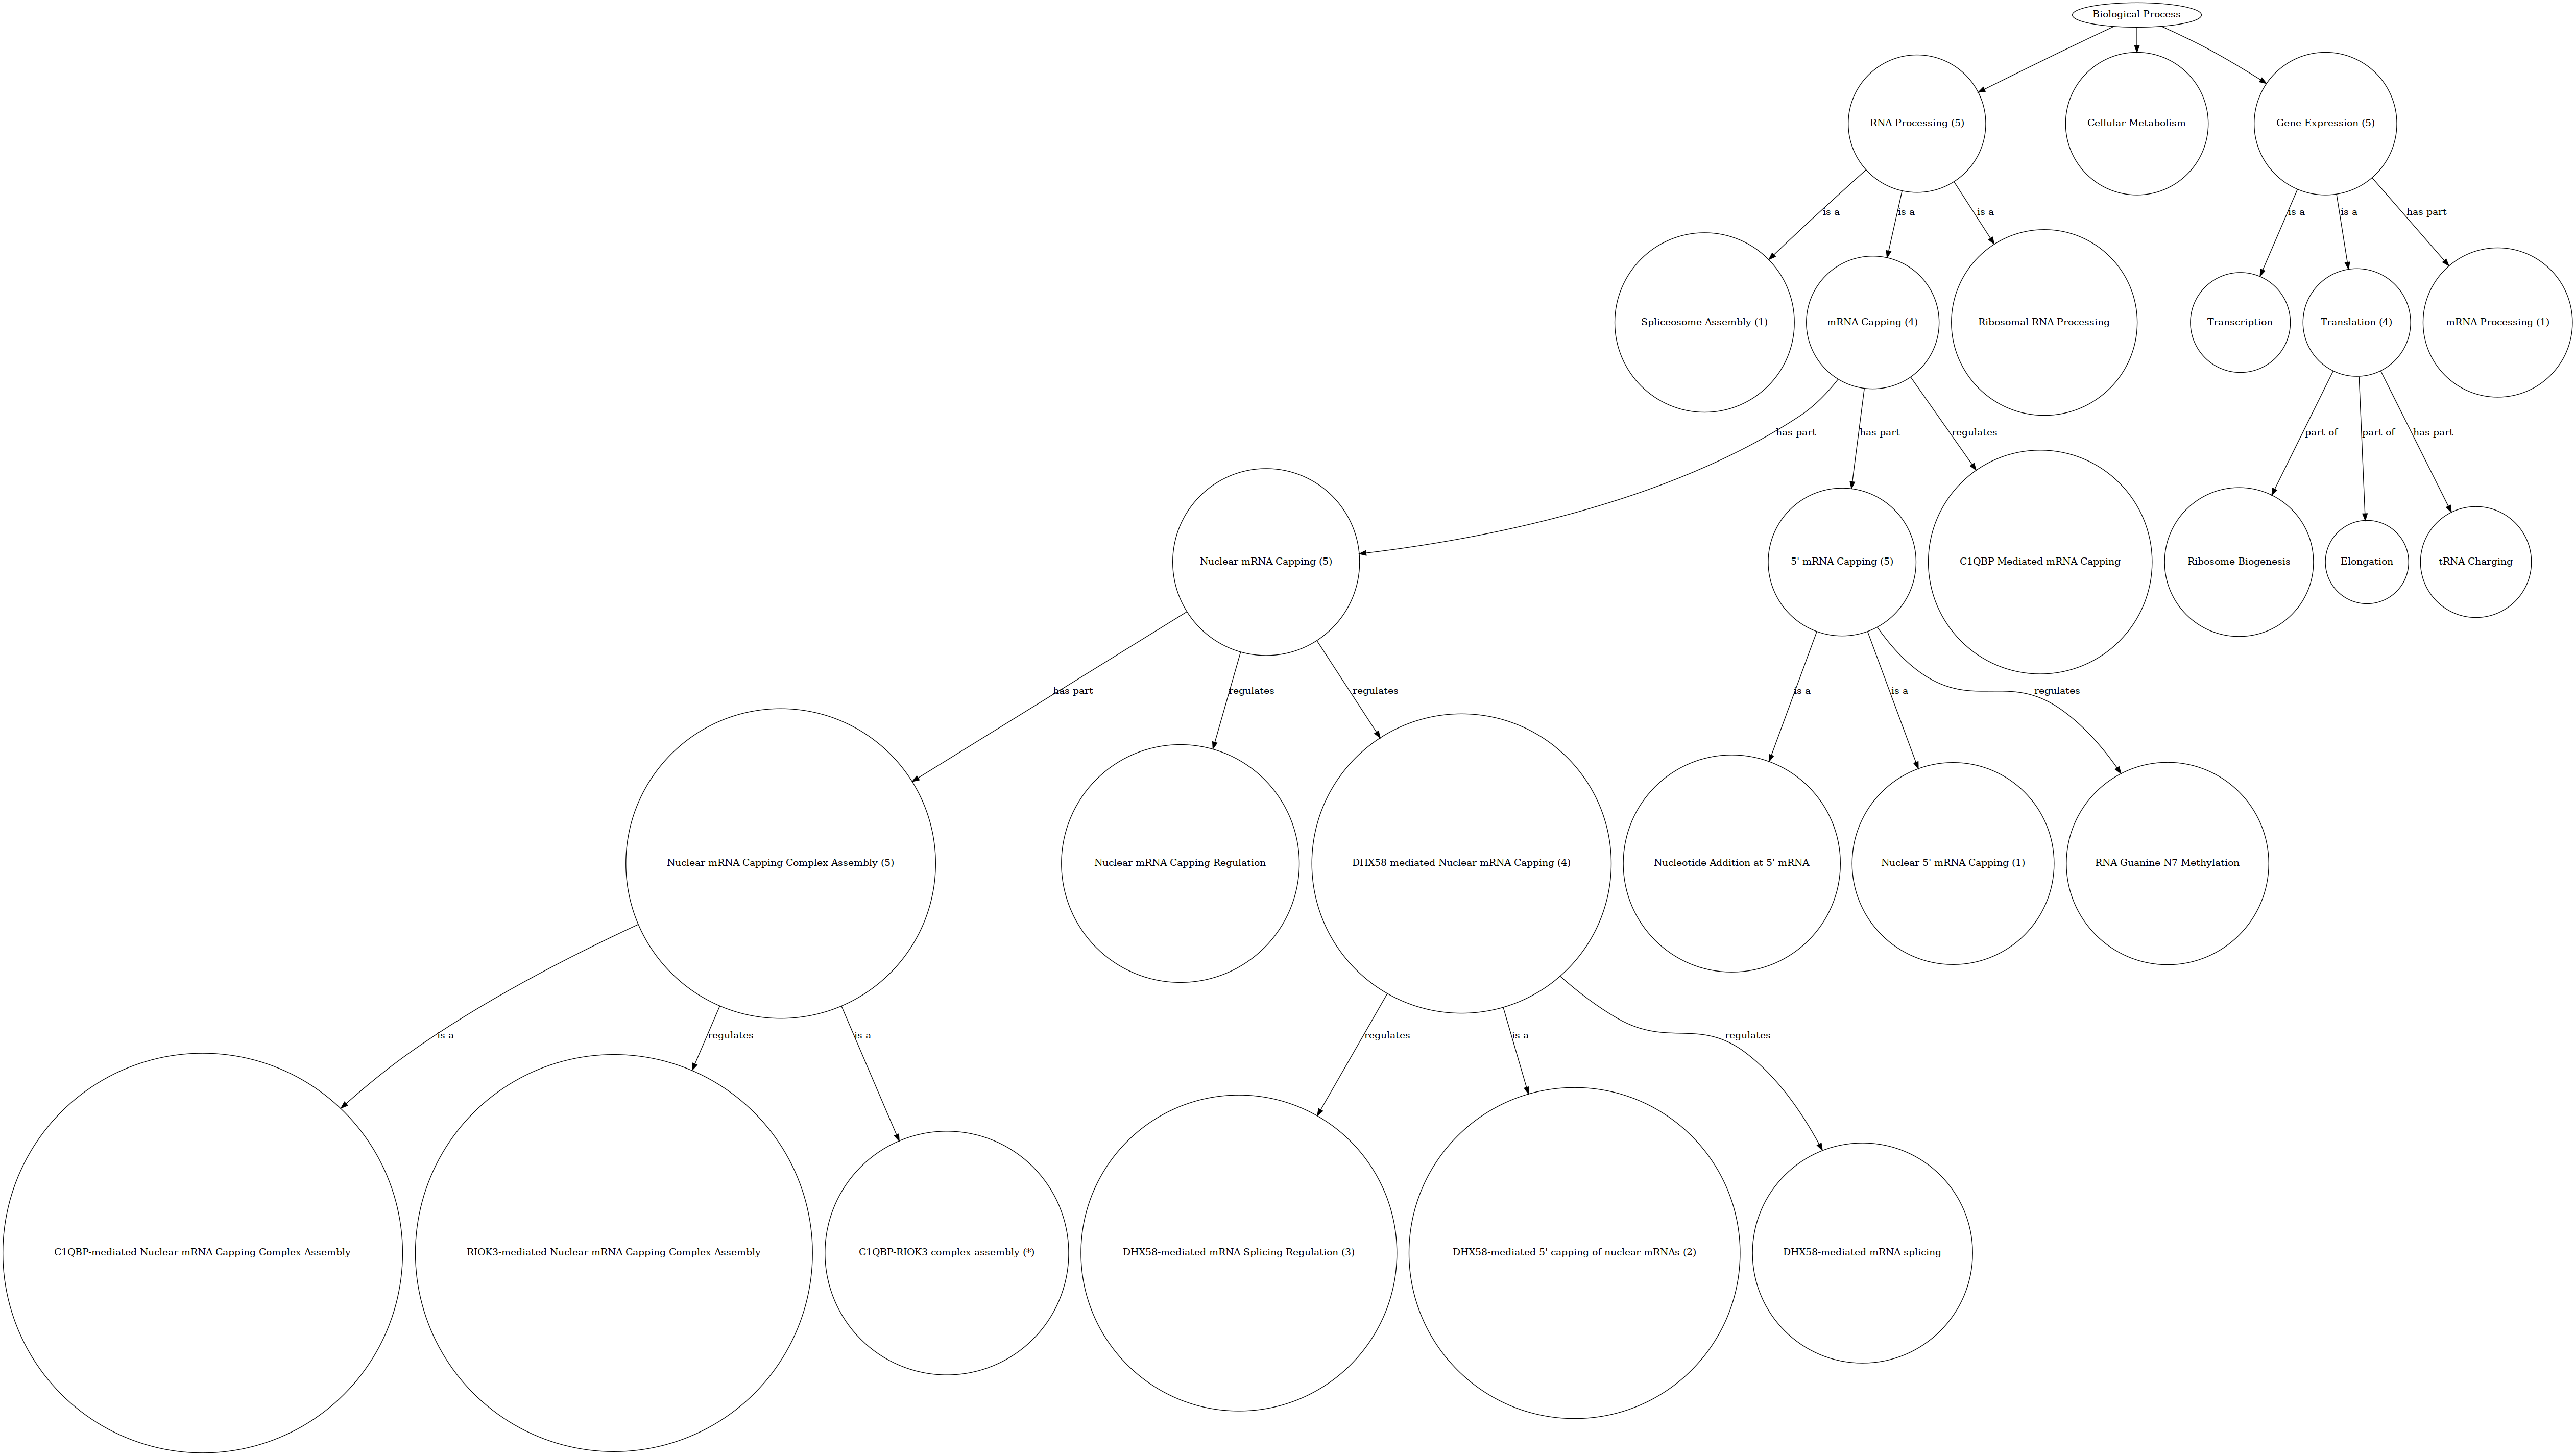 Biological Process
RNA Processing (5)
Cellular Metabolism
Gene Expression (5)
is a
is a
is a
is a
is a
has part
Spliceosome Assembly (1)
mRNA Capping (4)
Ribosomal RNA Processing
Transcription
Translation (4)
mRNA Processing (1)
has part
has part
regulates
part of
part of
has part
Nuclear mRNA Capping (5)
5' mRNA Capping (5)
C1QBP-Mediated mRNA Capping
Ribosome Biogenesis
Elongation
tRNA Charging
has part
regulates
regulates
is a
is a
regulates
Nuclear mRNA Capping Complex Assembly (5)
Nuclear mRNA Capping Regulation
DHX58-mediated Nuclear mRNA Capping (4)
Nucleotide Addition at 5' mRNA
Nuclear 5' mRNA Capping (1)
RNA Guanine-N7 Methylation
is a
regulates
is a
regulates
is a
regulates
C1QBP-mediated Nuclear mRNA Capping Complex Assembly
RIOK3-mediated Nuclear mRNA Capping Complex Assembly
C1QBP-RIOK3 complex assembly (*)
DHX58-mediated mRNA Splicing Regulation (3)
DHX58-mediated 5' capping of nuclear mRNAs (2)
DHX58-mediated mRNA splicing